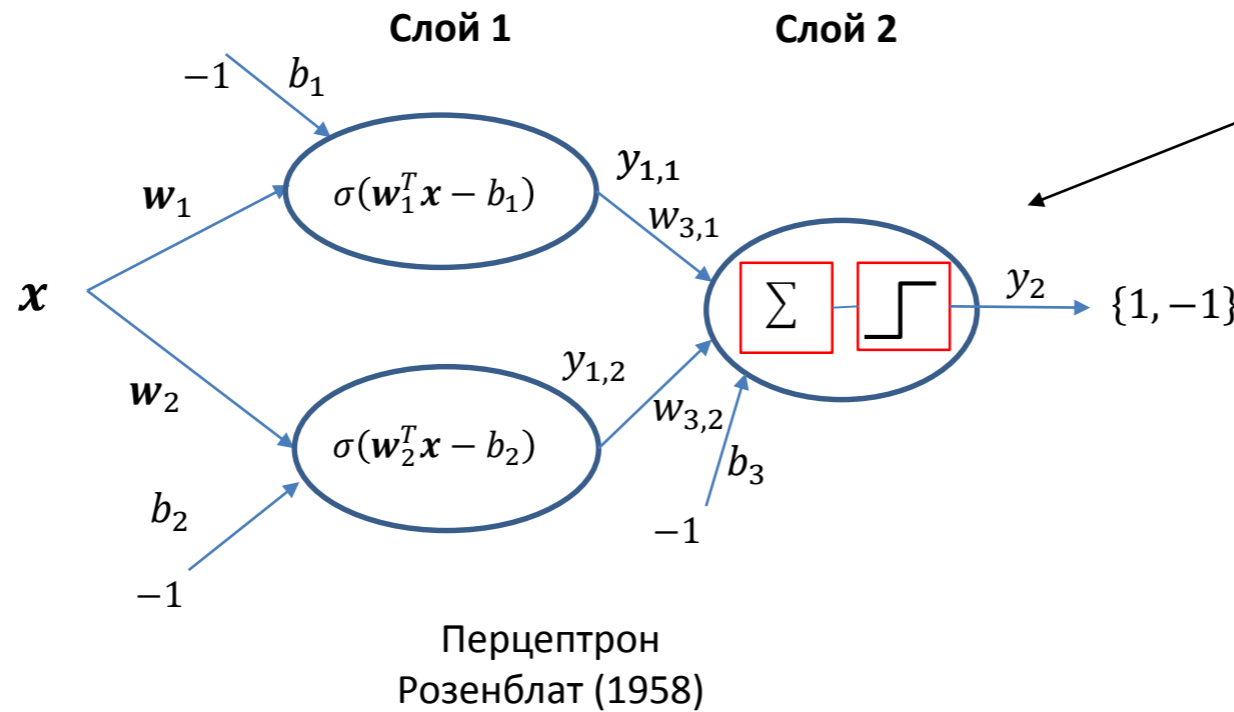 Слой 1
Слой 2
−1
b₁
𝒘₁
σ(𝒘₁ᵀ𝒙 − b₁)
y₁,₁
w₃,₁
𝒙
∑
y₂
{1, −1}
𝒘₂
σ(𝒘₂ᵀ𝒙 − b₂)
y₁,₂
w₃,₂
b₂
−1
b₃
−1
Перцептрон
Розенблат (1958)